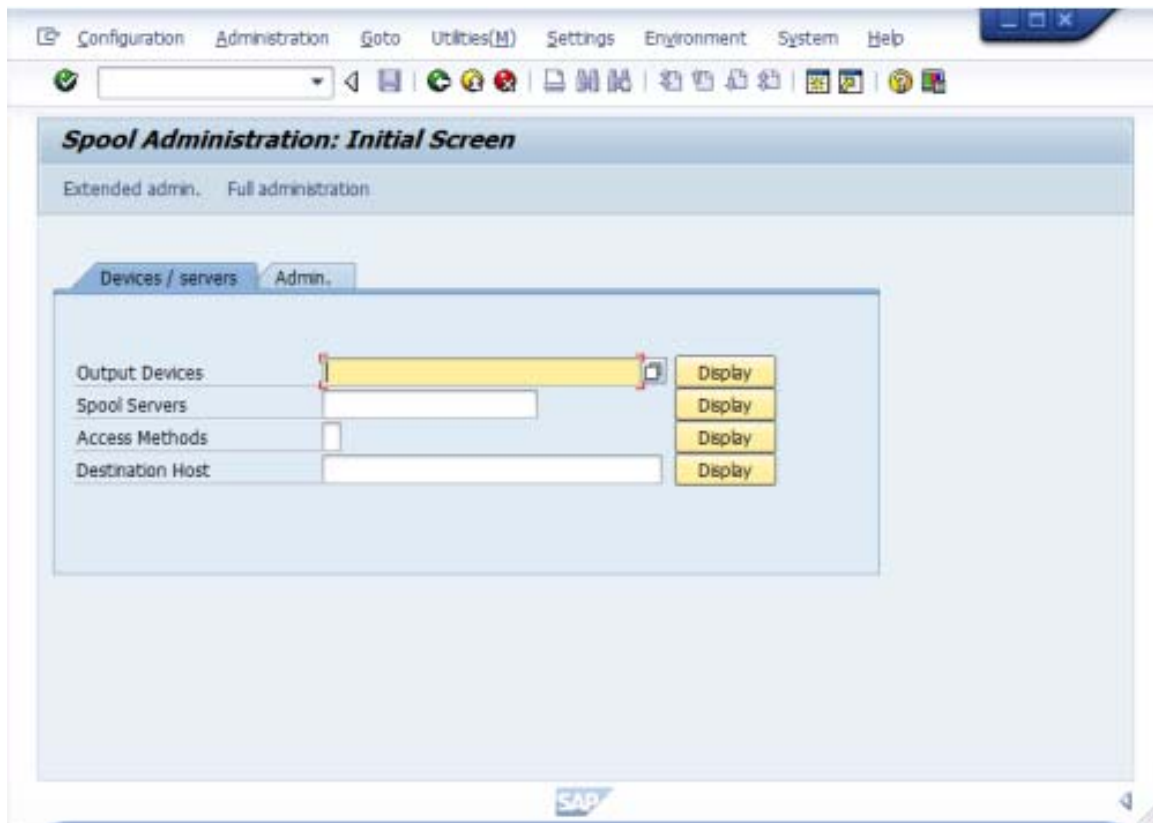 Configuration Administration Goto Utilities(M) Settings Environment System Help
Spool Administration: Initial Screen
Extended admin. Full administration
Devices / servers Admin.
Output Devices Display
Spool Servers Display
Access Methods Display
Destination Host Display
SAP